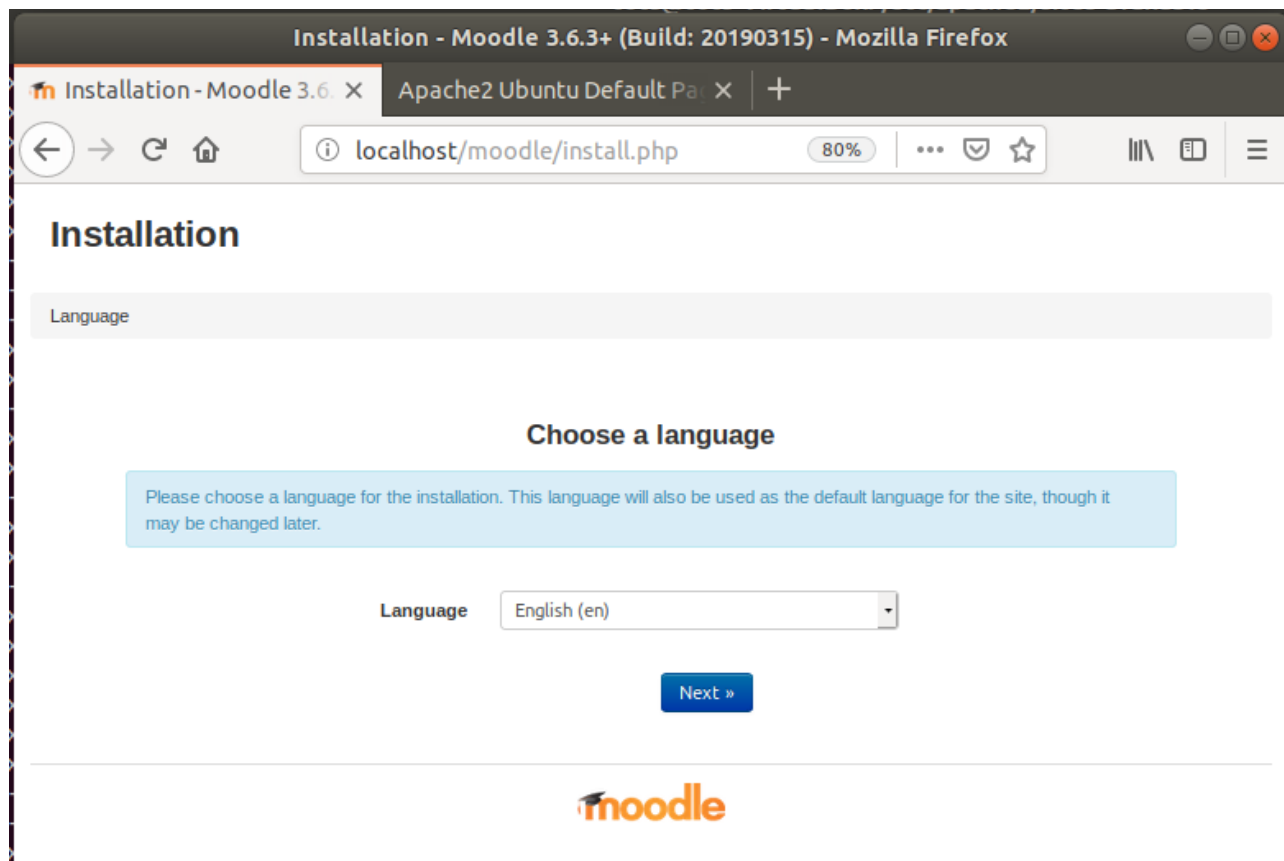 Installation - Moodle 3.6.3+ (Build: 20190315) - Mozilla Firefox
Installation - Moodle 3.6.
Apache2 Ubuntu Default Pa
localhost/moodle/install.php
80%
Installation
Language
Choose a language
Please choose a language for the installation. This language will also be used as the default language for the site, though it
may be changed later.
Language
English (en)
Next »
moodle